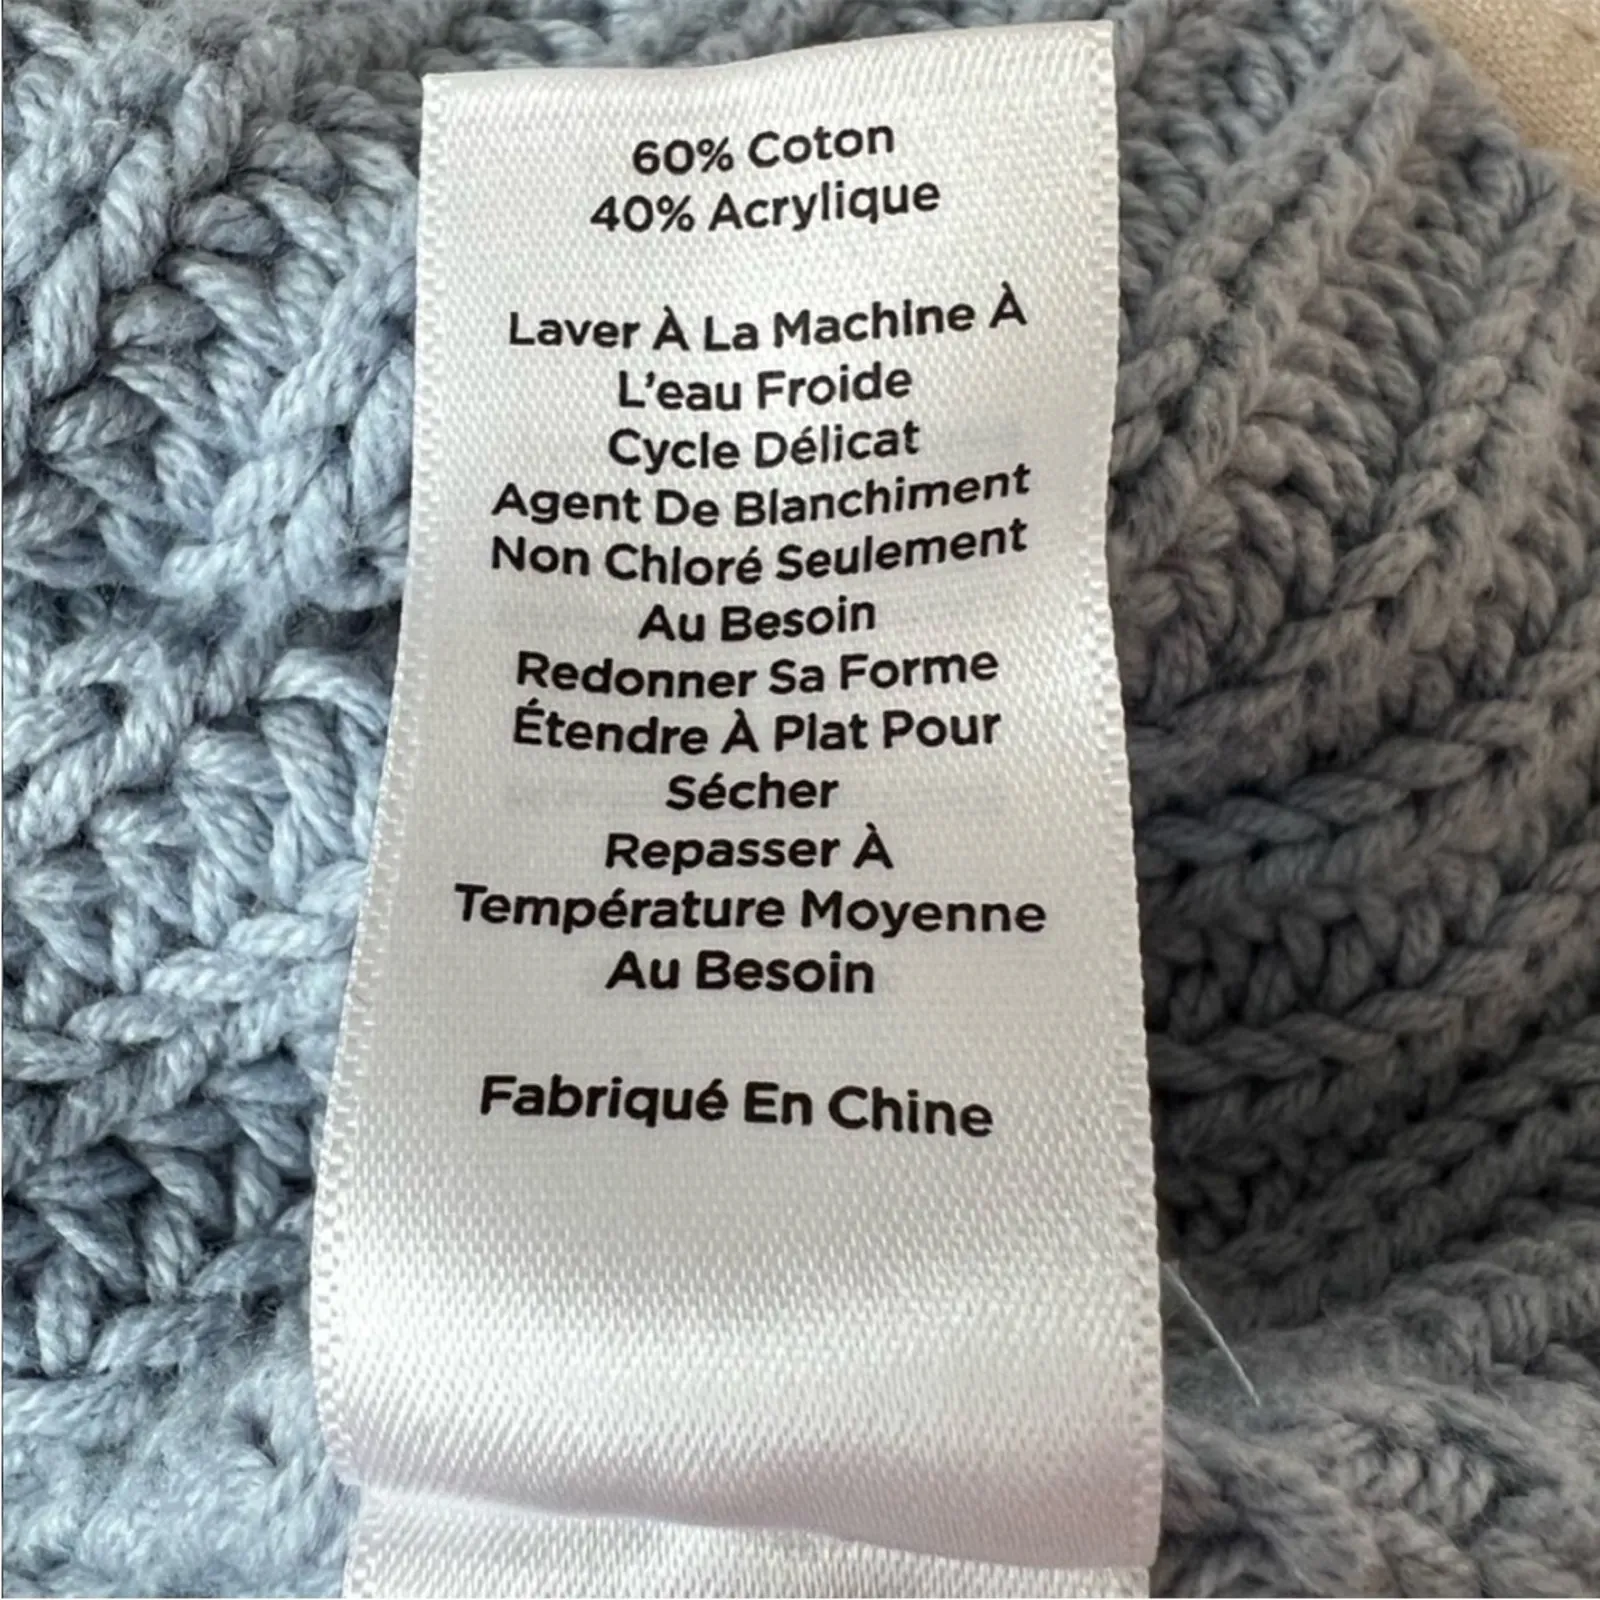 60% Coton
40% Acrylique
Laver À La Machine À
L'eau Froide
Cycle Délicat
Agent De Blanchiment
Non Chloré Seulement
Au Besoin
Redonner Sa Forme
Étendre À Plat Pour
Sécher
Repasser À
Température Moyenne
Au Besoin
Fabriqué En Chine